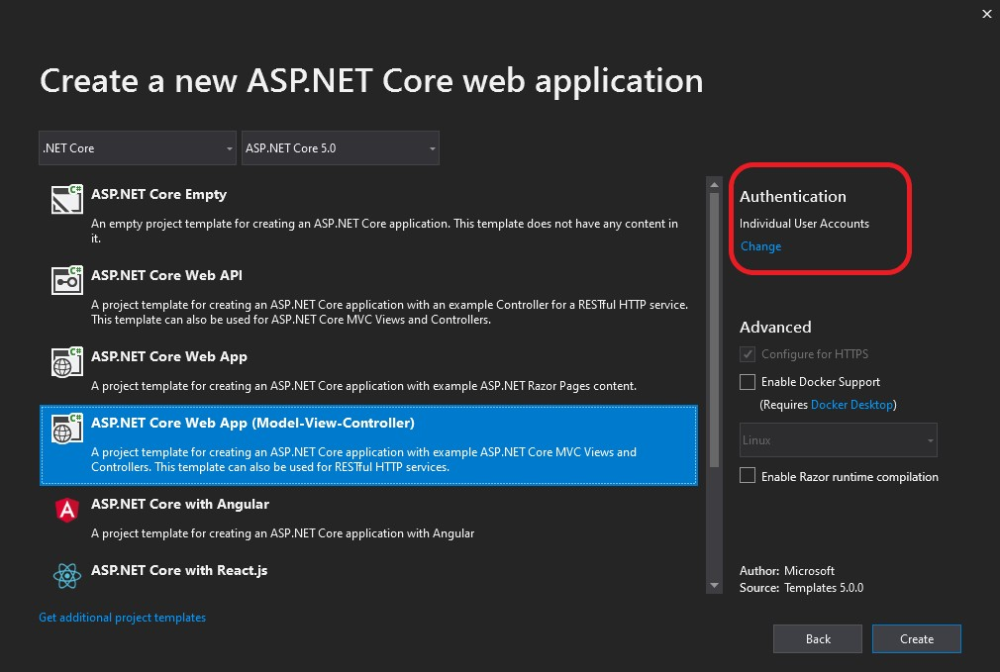 Create a new ASP.NET Core web application
.NET Core
ASP.NET Core 5.0
ASP.NET Core Empty
An empty project template for creating an ASP.NET Core application. This template does not have any content in
it.
ASP.NET Core Web API
A project template for creating an ASP.NET Core application with an example Controller for a RESTful HTTP service.
This template can also be used for ASP.NET Core MVC Views and Controllers.
ASP.NET Core Web App
A project template for creating an ASP.NET Core application with example ASP.NET Razor Pages content.
ASP.NET Core Web App (Model-View-Controller)
A project template for creating an ASP.NET Core application with example ASP.NET Core MVC Views and
Controllers. This template can also be used for RESTful HTTP services.
ASP.NET Core with Angular
A project template for creating an ASP.NET Core application with Angular
ASP.NET Core with React.js
Get additional project templates
Authentication
Individual User Accounts
Change
Advanced
Configure for HTTPS
Enable Docker Support
(Requires Docker Desktop)
Linux
Enable Razor runtime compilation
Author: Microsoft
Source: Templates 5.0.0
Back
Create